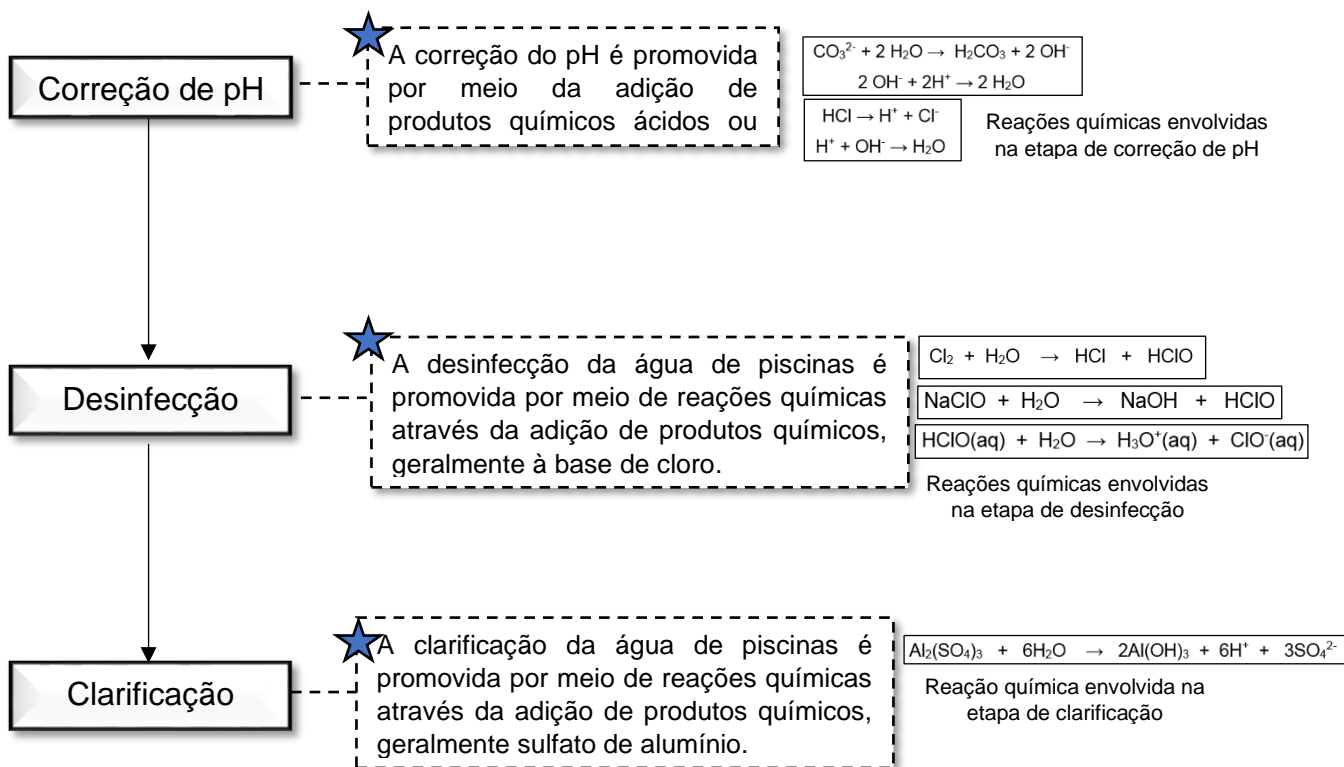 Correção de pH
A correção do pH é promovida
por meio da adição de
produtos químicos ácidos ou
CO₃²⁻ + 2 H₂O → H₂CO₃ + 2 OH⁻
2 OH⁻ + 2H⁺ → 2 H₂O
HCl → H⁺ + Cl⁻
H⁺ + OH⁻ → H₂O
Reações químicas envolvidas
na etapa de correção de pH
Desinfecção
A desinfecção da água de piscinas é
promovida por meio de reações químicas
através da adição de produtos químicos,
geralmente à base de cloro.
Cl₂ + H₂O → HCl + HClO
NaClO + H₂O → NaOH + HClO
HClO(aq) + H₂O → H₃O⁺(aq) + ClO⁻(aq)
Reações químicas envolvidas
na etapa de desinfecção
Clarificação
A clarificação da água de piscinas é
promovida por meio de reações químicas
através da adição de produtos químicos,
geralmente sulfato de alumínio.
Al₂(SO₄)₃ + 6H₂O → 2Al(OH)₃ + 6H⁺ + 3SO₄²⁻
Reação química envolvida na
etapa de clarificação